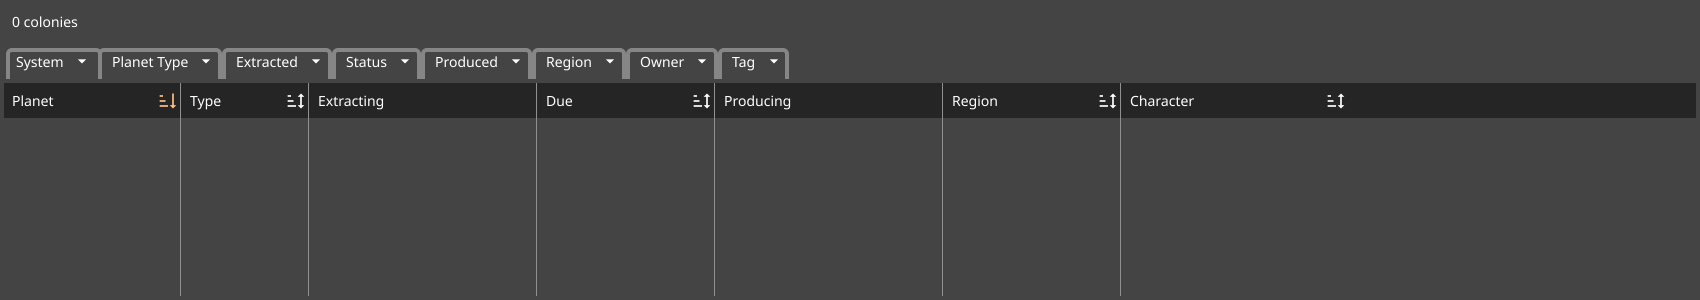 0 colonies
System Planet Type Extracted Status Produced Region Owner Tag
Planet Type Extracting Due Producing Region Character